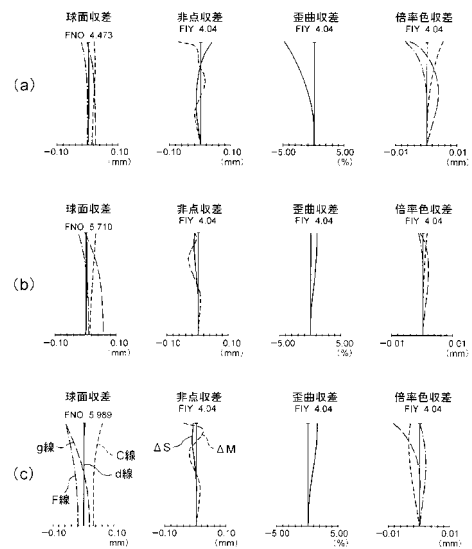 球面収差 非点収差 歪曲収差 倍率色収差
FNO 4.473 FIY 4.04 FIY 4.04 FIY 4.04
(a)
-0.10 0.10 -0.10 0.10 -5.00 5.00 -0.01 0.01
(mm) (mm) (%) (mm)
球面収差 非点収差 歪曲収差 倍率色収差
FNO 5.710 FIY 4.04 FIY 4.04 FIY 4.04
(b)
-0.10 0.10 -0.10 0.10 -5.00 5.00 -0.01 0.01
(mm) (mm) (%) (mm)
球面収差 非点収差 歪曲収差 倍率色収差
FNO 5.989 FIY 4.04 FIY 4.04 FIY 4.04
g線 C線 ΔS ΔM
d線
(c)
F線
-0.10 0.10 -0.10 0.10 -5.00 5.00 -0.01 0.01
(mm) (mm) (%) (mm)